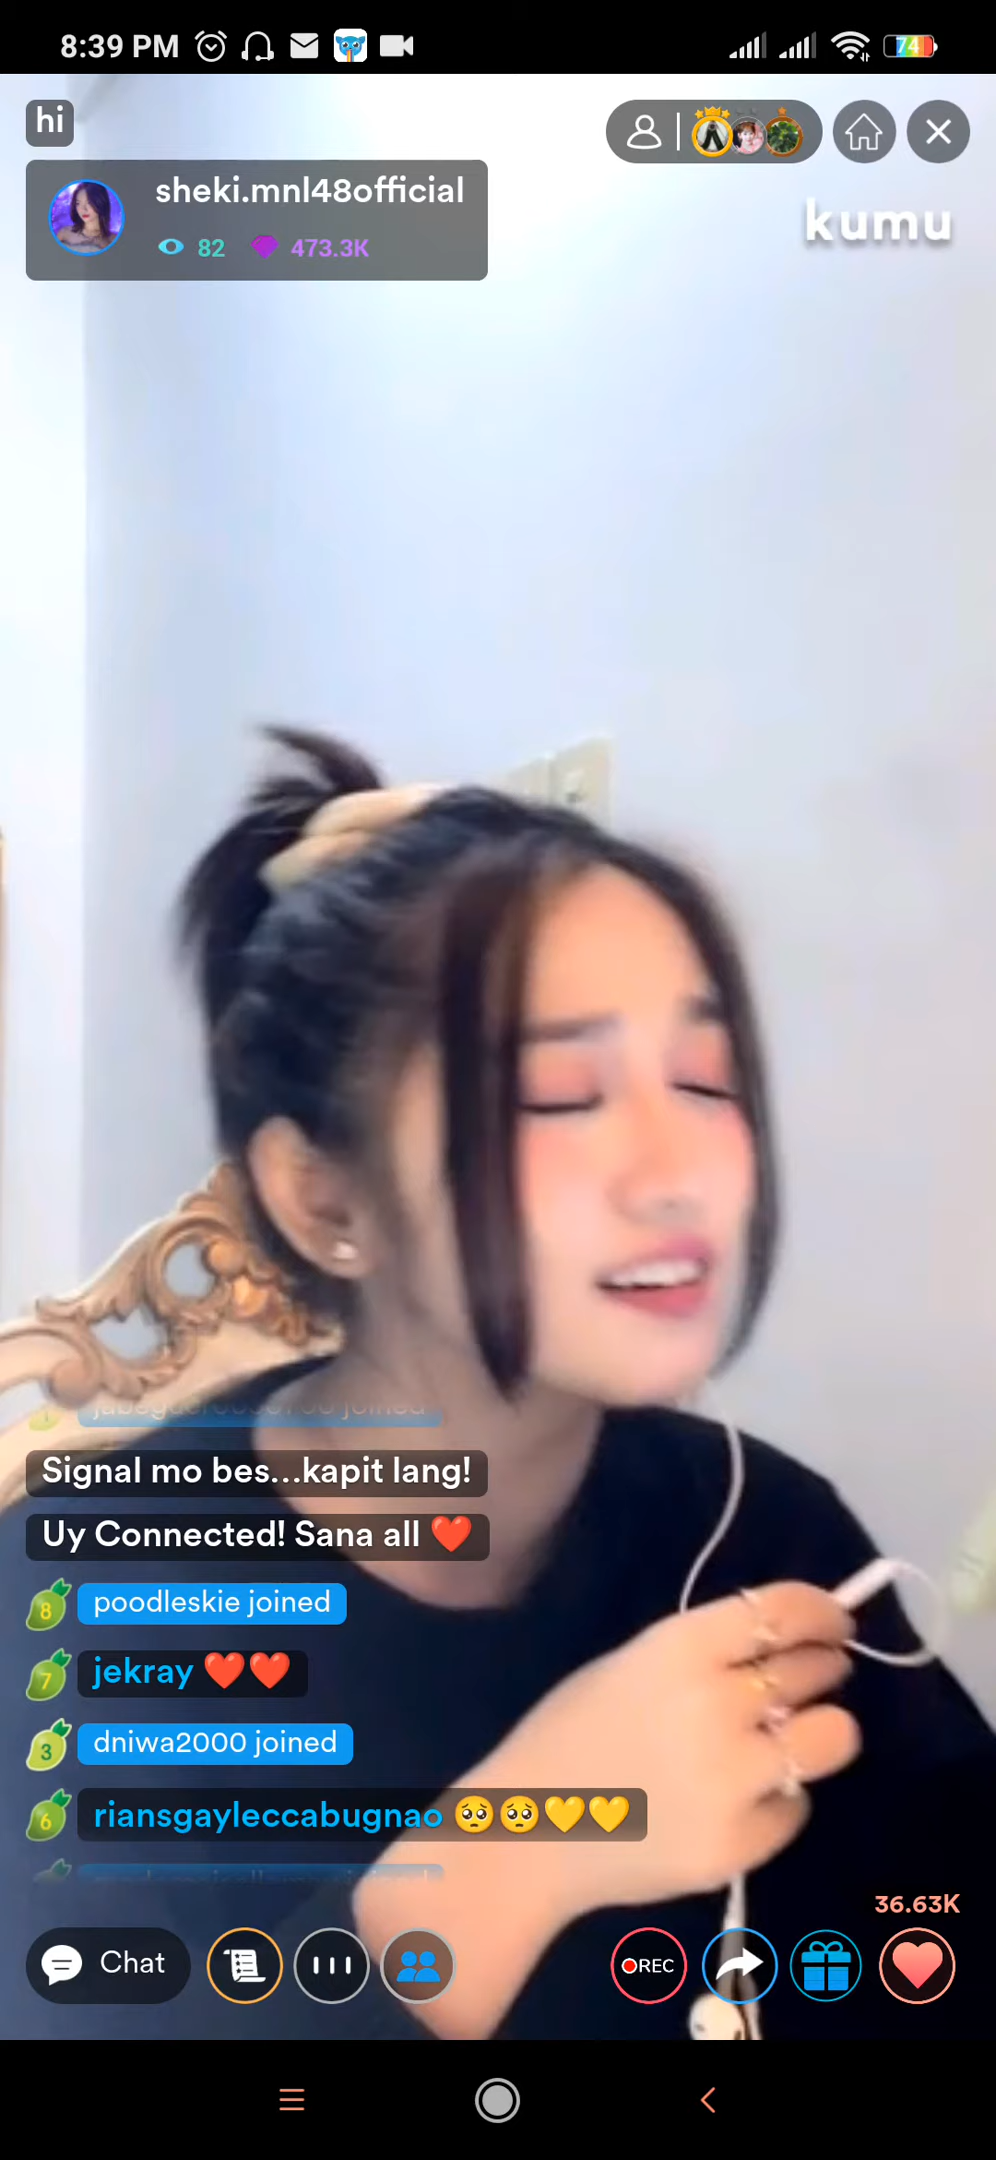 8:39 PM
74
hi
sheki.mnl48official
82
473.3K
kumu
joined
Signal mo bes...kapit lang!
Uy Connected! Sana all ❤️
8 poodleskie joined
7 jekray ❤️❤️
3 dniwa2000 joined
6 riansgayleccabugnao 🥺🥺💛💛
36.63K
Chat
REC